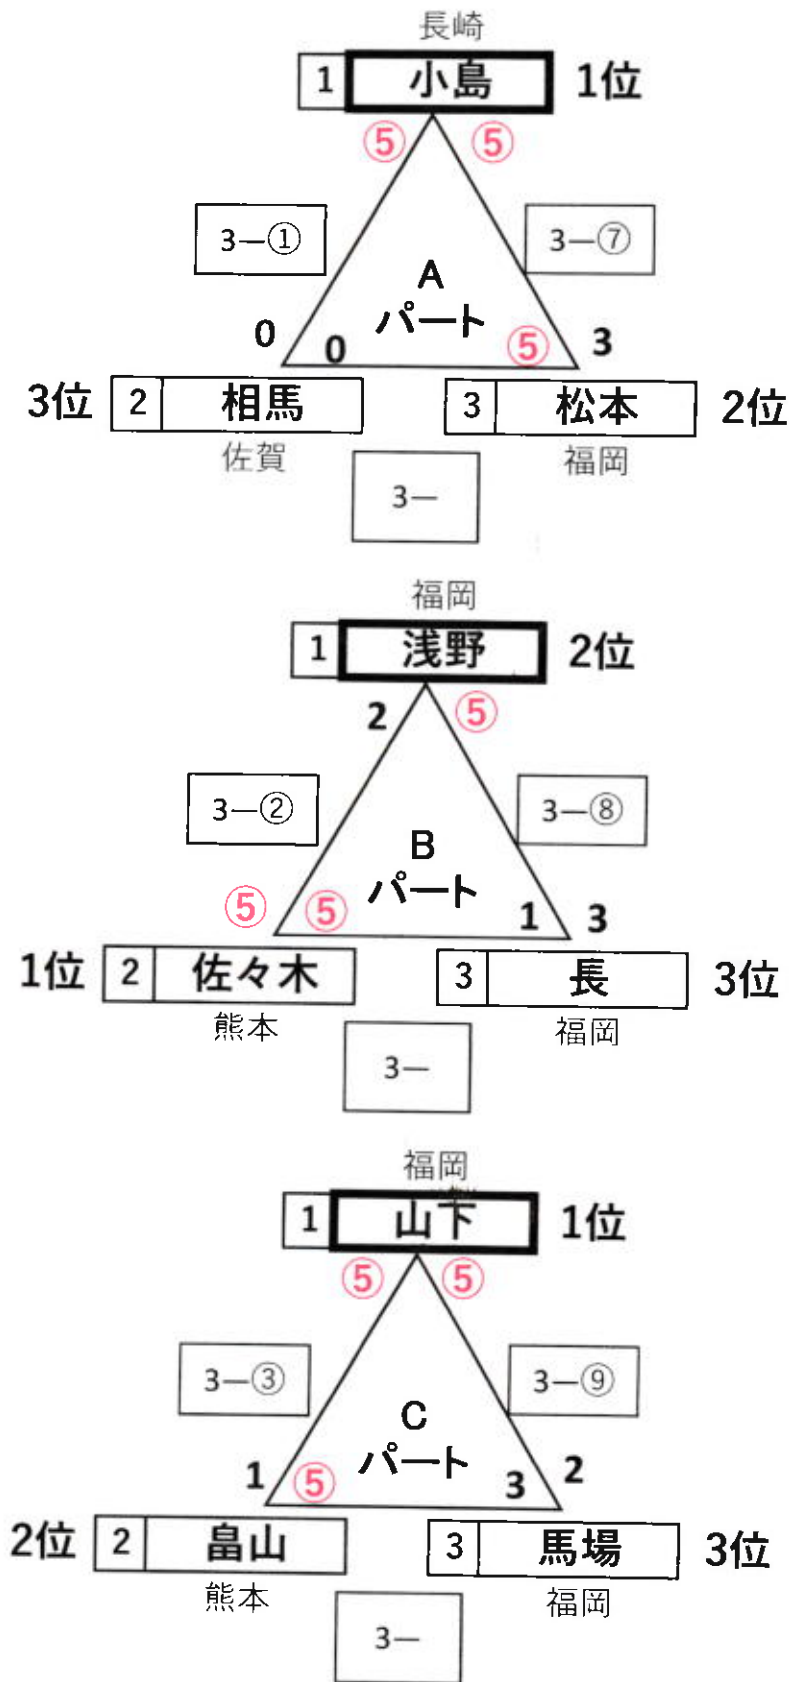 長崎
1 小島 1位
⑤ ⑤
3—① 3—⑦
A
パート
0 0 ⑤ 3
3位 2 相馬 3 松本 2位
佐賀 福岡
3—
福岡
1 浅野 2位
2 ⑤
3—② 3—⑧
B
パート
⑤ ⑤ 1 3
1位 2 佐々木 3 長 3位
熊本 福岡
3—
福岡
1 山下 1位
⑤ ⑤
3—③ 3—⑨
C
パート
1 ⑤ 3 2
2位 2 畠山 3 馬場 3位
熊本 福岡
3—